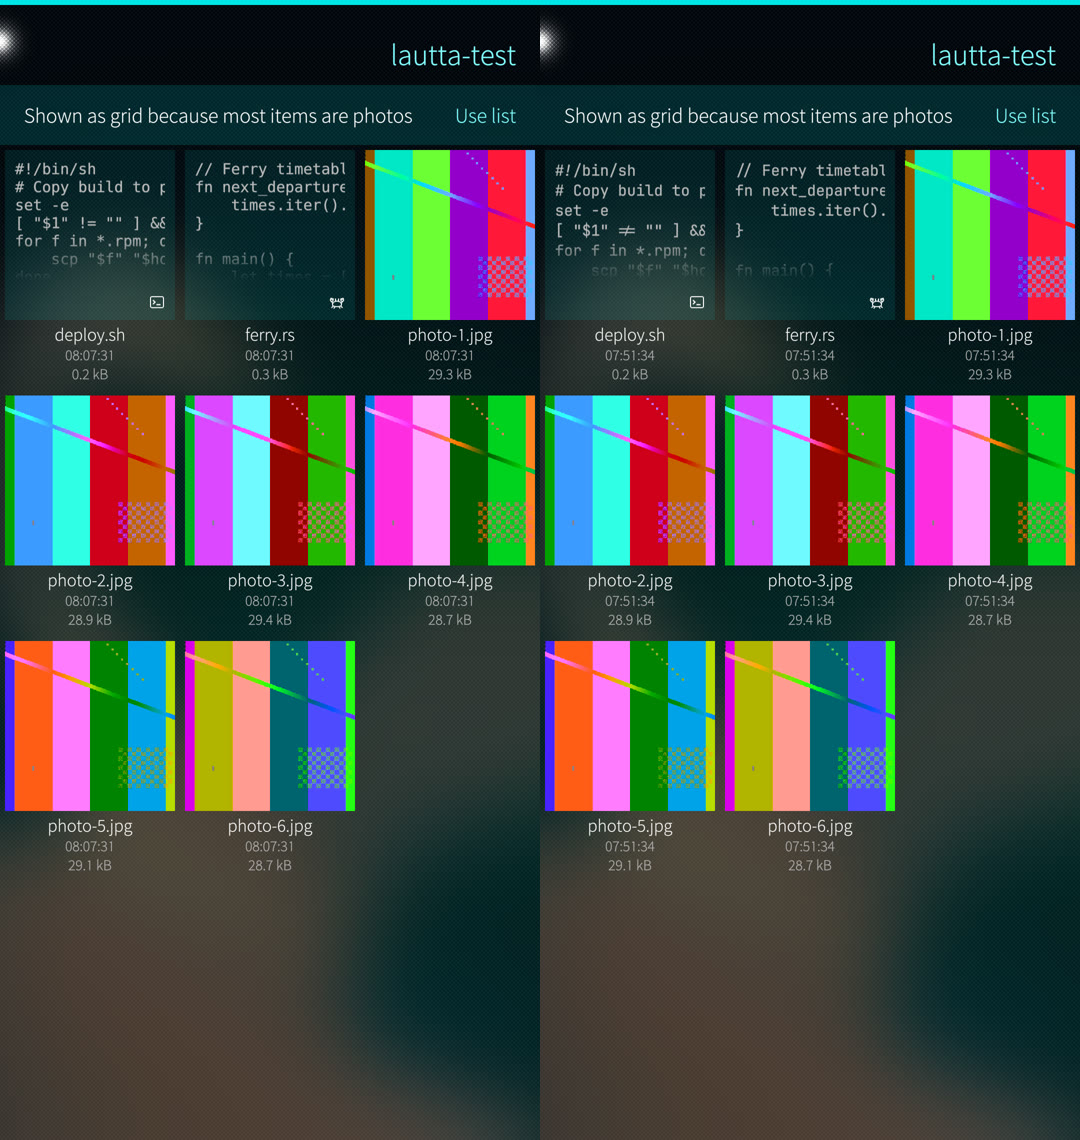 lautta-test
Shown as grid because most items are photos
Use list
#!/bin/sh
# Copy build to p
set -e
[ "$1" != "" ] &&
for f in *.rpm; d
scp "$f" "$ho
done
// Ferry timetabl
fn next_departure
times.iter().
}
fn main() {
let times = [
deploy.sh
08:07:31
0.2 kB
ferry.rs
08:07:31
0.3 kB
photo-1.jpg
08:07:31
29.3 kB
photo-2.jpg
08:07:31
28.9 kB
photo-3.jpg
08:07:31
29.4 kB
photo-4.jpg
08:07:31
28.7 kB
photo-5.jpg
08:07:31
29.1 kB
photo-6.jpg
08:07:31
28.7 kB
lautta-test
Shown as grid because most items are photos
Use list
#!/bin/sh
# Copy build to p
set -e
[ "$1" != "" ] &&
for f in *.rpm; d
scp "$f" "$ho
// Ferry timetabl
fn next_departure
times.iter().
}
fn main() {
deploy.sh
07:51:34
0.2 kB
ferry.rs
07:51:34
0.3 kB
photo-1.jpg
07:51:34
29.3 kB
photo-2.jpg
07:51:34
28.9 kB
photo-3.jpg
07:51:34
29.4 kB
photo-4.jpg
07:51:34
28.7 kB
photo-5.jpg
07:51:34
29.1 kB
photo-6.jpg
07:51:34
28.7 kB